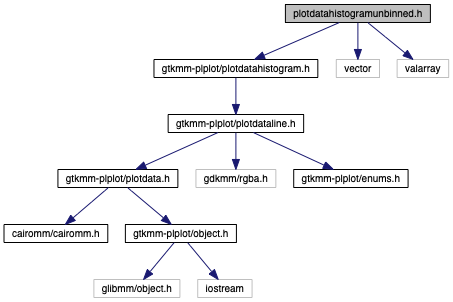 plotdatahistogramunbinned.h
gtkmm-plplot/plotdatahistogram.h
vector
valarray
gtkmm-plplot/plotdataline.h
gtkmm-plplot/plotdata.h
gdkmm/rgba.h
gtkmm-plplot/enums.h
cairomm/cairomm.h
gtkmm-plplot/object.h
glibmm/object.h
iostream